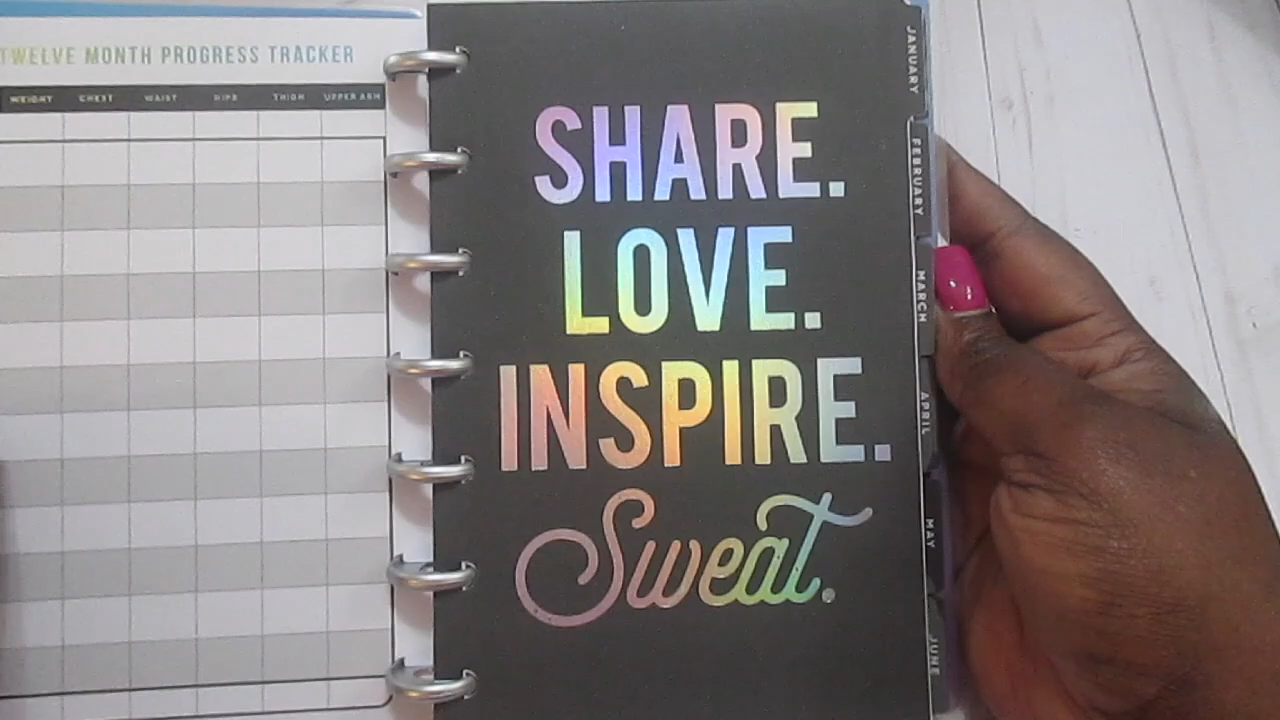 TWELVE MONTH PROGRESS TRACKER
WEIGHT CHEST WAIST HIPS THIGH UPPER ARM
SHARE.
LOVE.
INSPIRE.
Sweat.
JANUARY
FEBRUARY
MARCH
APRIL
MAY
JUNE